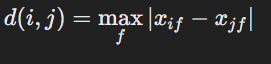 d(i, j) = max_f |x_{if} − x_{jf}|